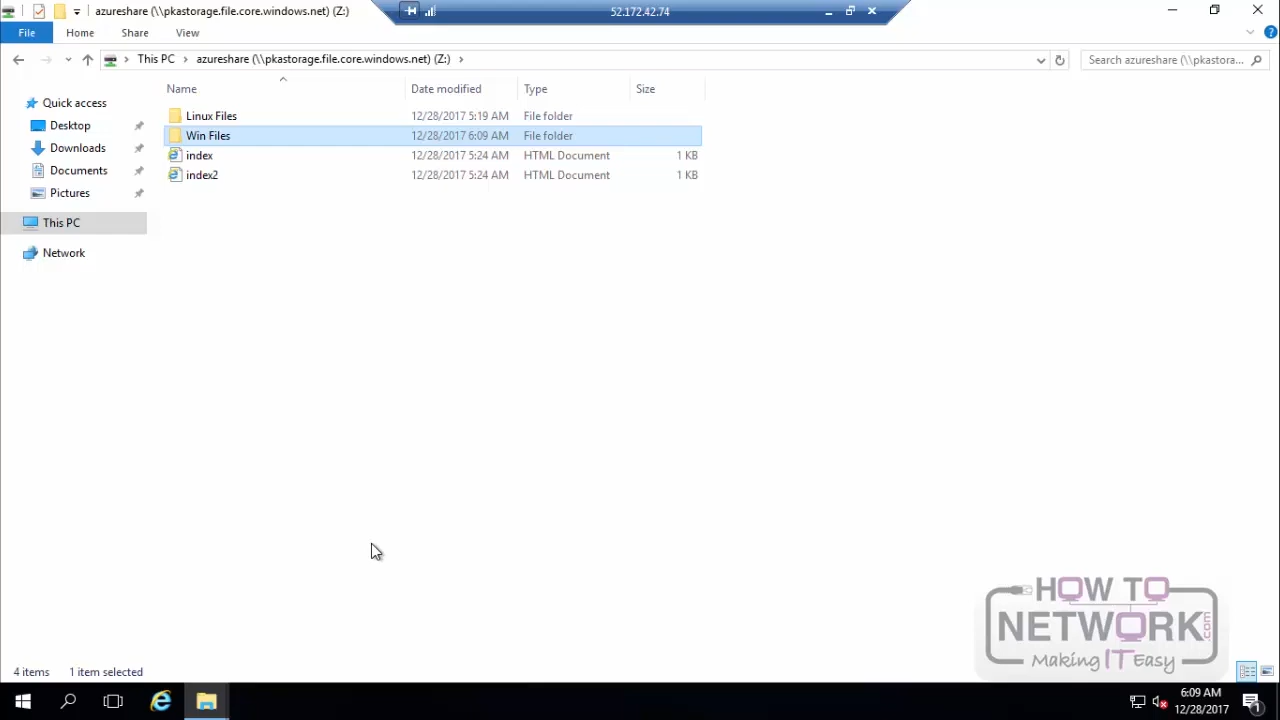 azureshare (\\pkastorage.file.core.windows.net) (Z:)
52.172.42.74
File Home Share View
This PC azureshare (\\pkastorage.file.core.windows.net) (Z:)
Search azureshare (\\pkastora...
Name Date modified Type Size
Quick access
Desktop
Downloads
Documents
Pictures
This PC
Network
Linux Files 12/28/2017 5:19 AM File folder
Win Files 12/28/2017 6:09 AM File folder
index 12/28/2017 5:24 AM HTML Document 1 KB
index2 12/28/2017 5:24 AM HTML Document 1 KB
HOW TO
NETWORK.com
Making IT Easy
4 items 1 item selected
6:09 AM
12/28/2017
1